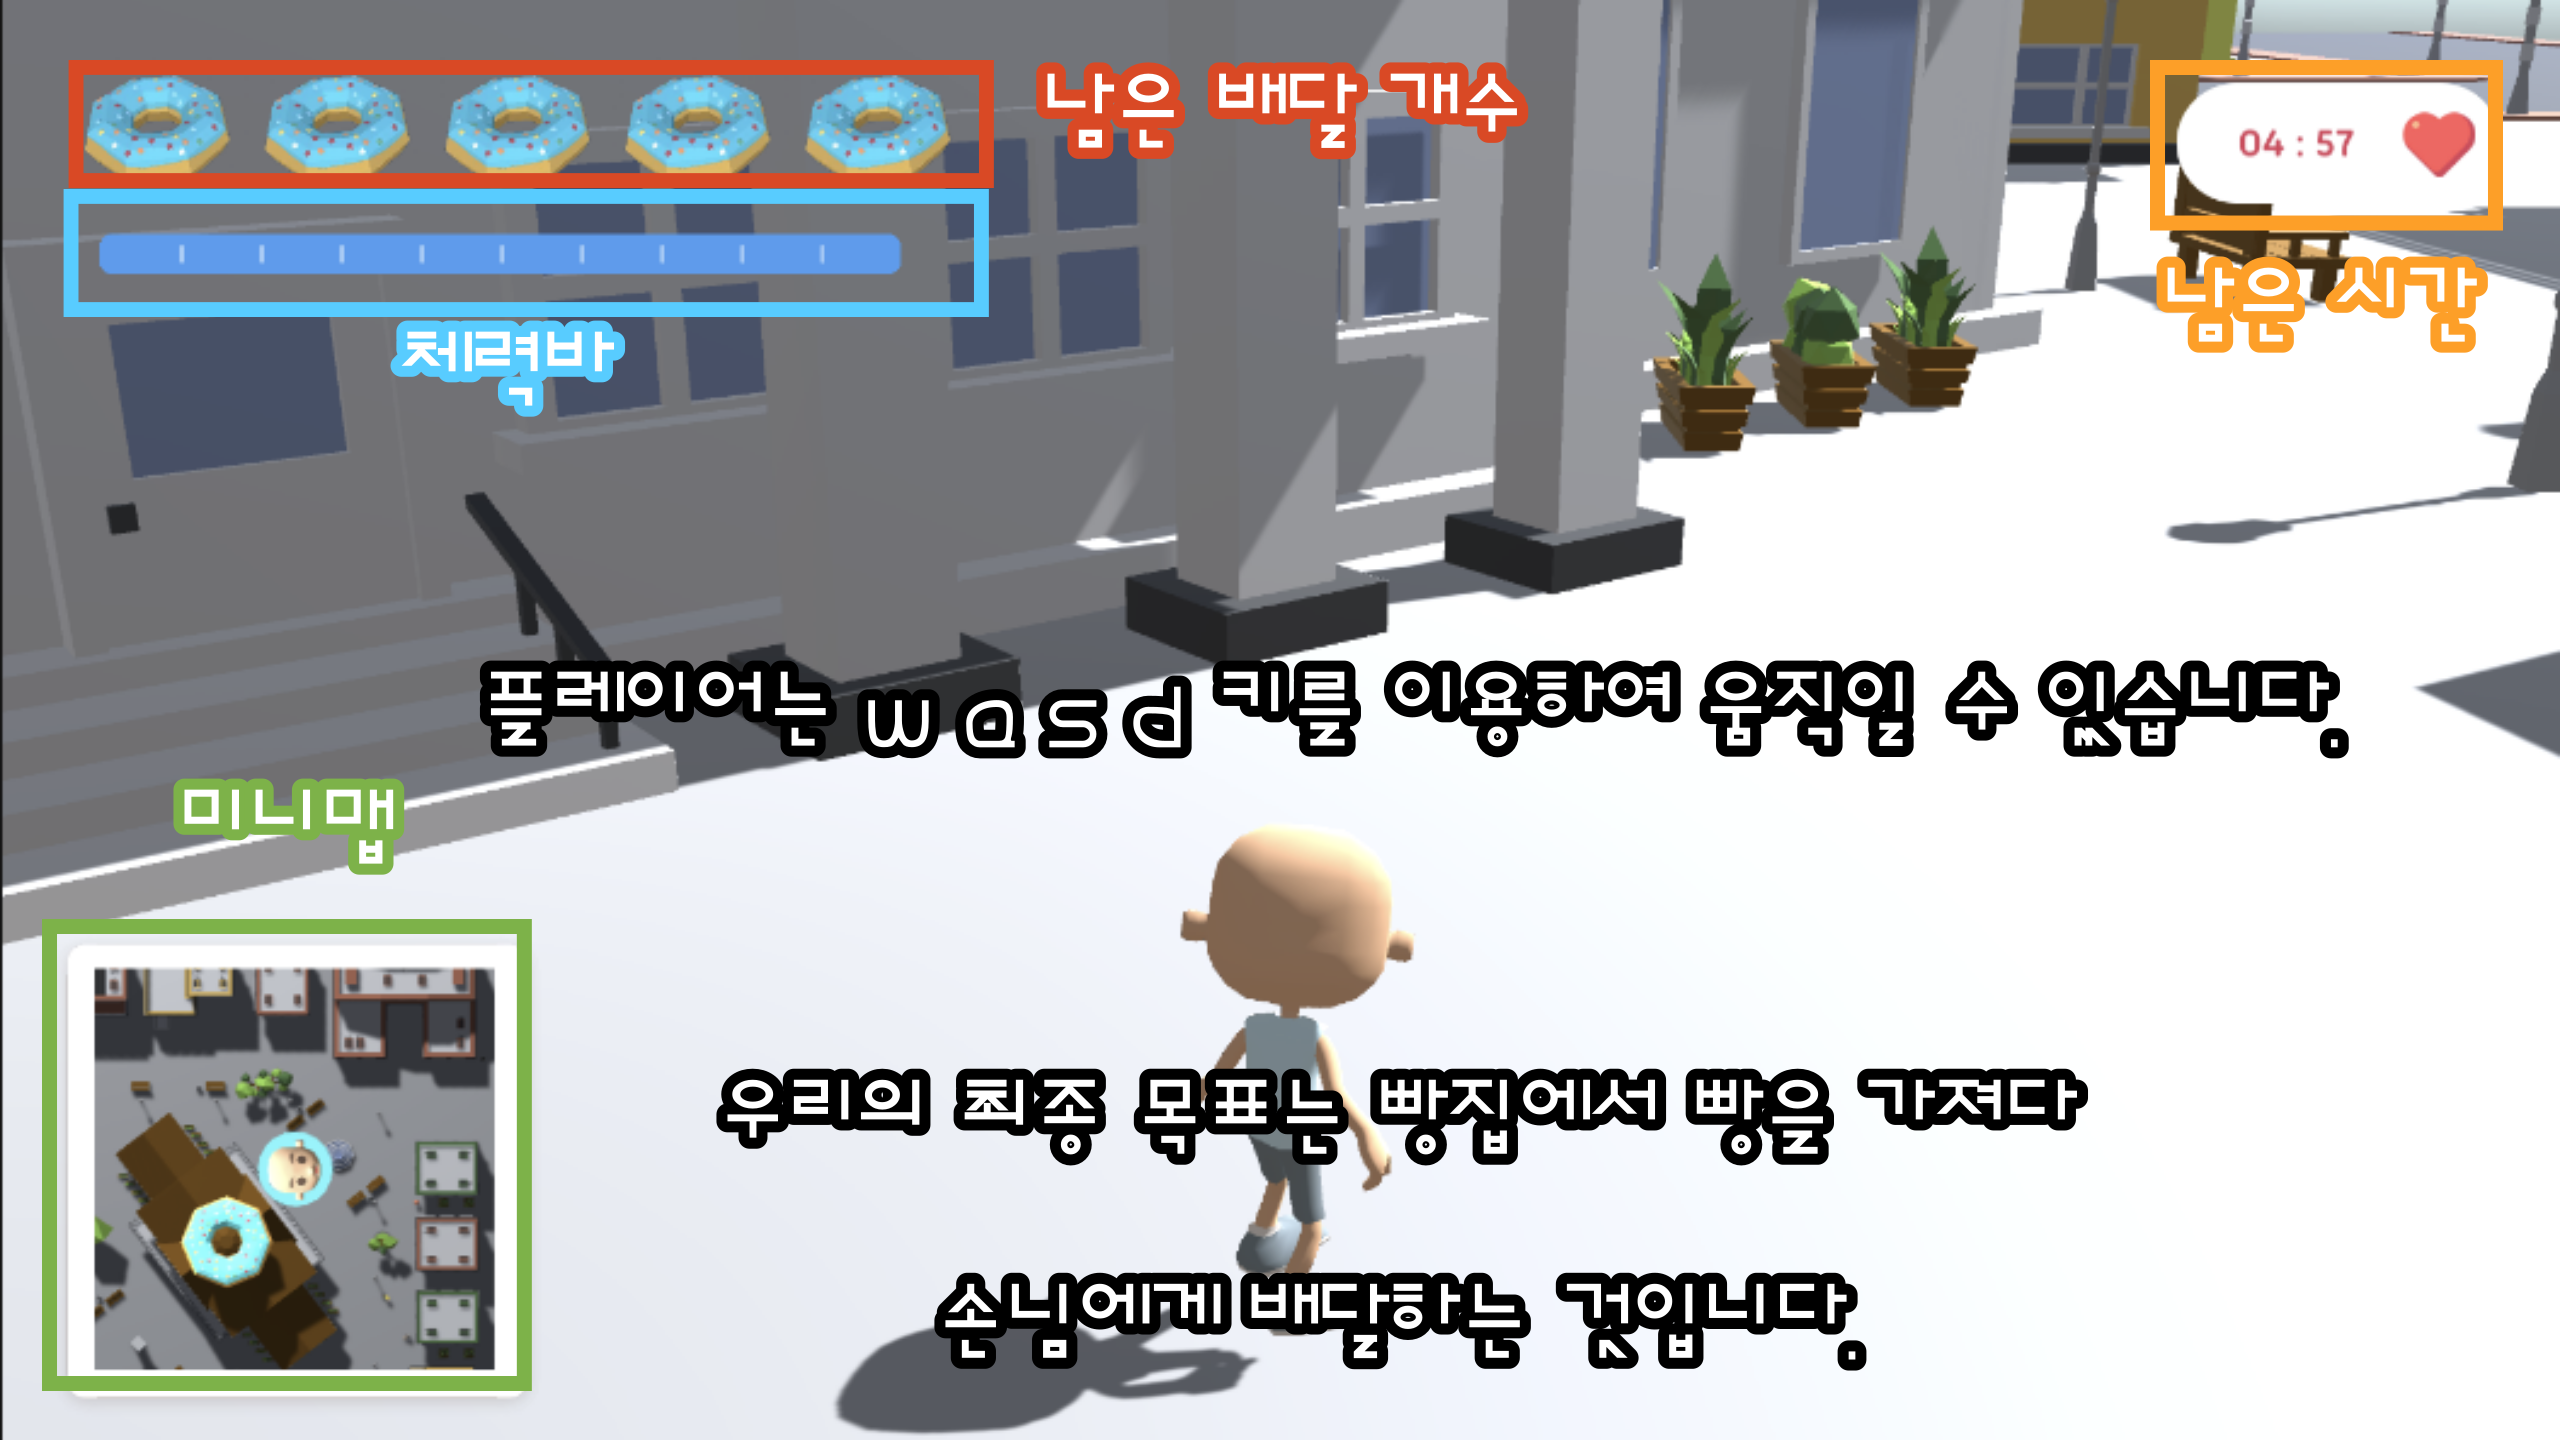 남은 배달 개수
04 : 57
체력바
남은 시간
플레이어는 w a s d 키를 이용하여 움직일 수 있습니다.
미니맵
우리의 최종 목표는 빵집에서 빵을 가져다
손님에게 배달하는 것입니다.